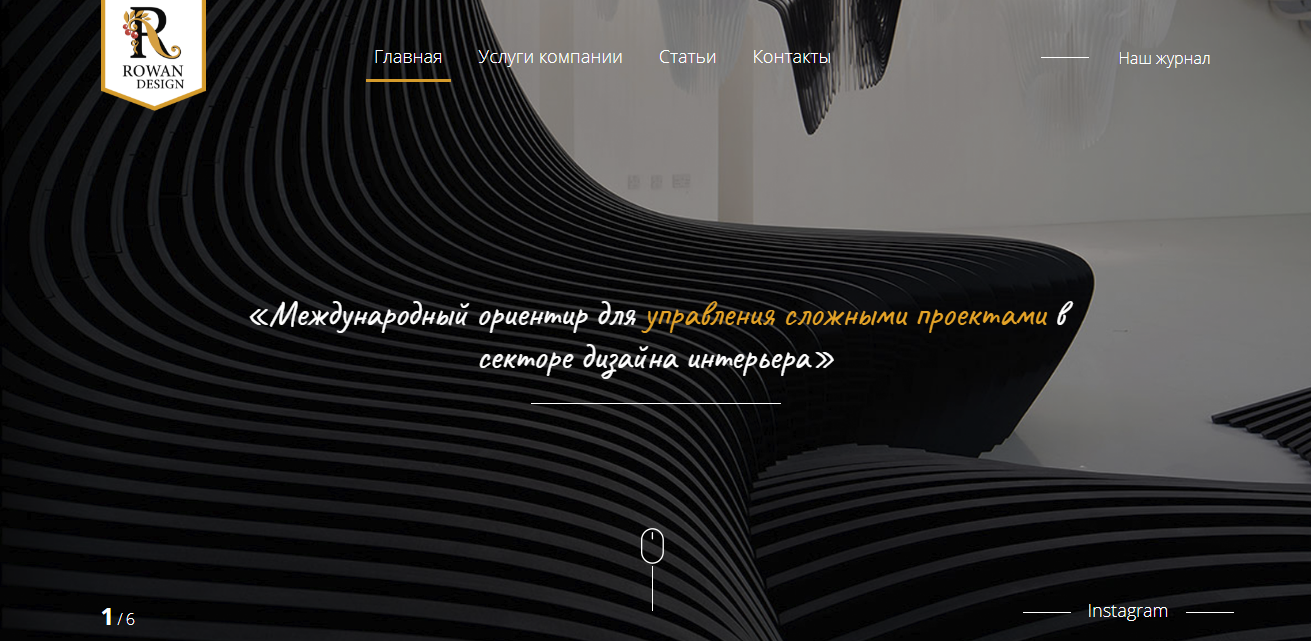 R
ROWAN
DESIGN
Главная Услуги компании Статьи Контакты
Наш журнал
«Международный ориентир для управления сложными проектами в
секторе дизайна интерьера»
1 / 6
Instagram